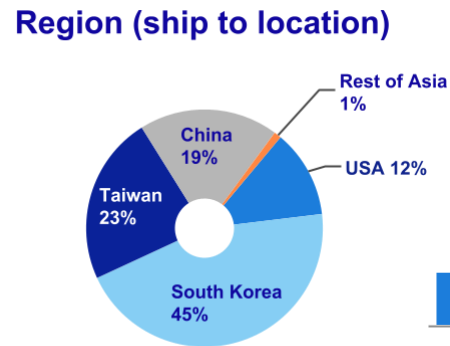 Region (ship to location)
Rest of Asia
1%
China
19%
USA 12%
Taiwan
23%
South Korea
45%